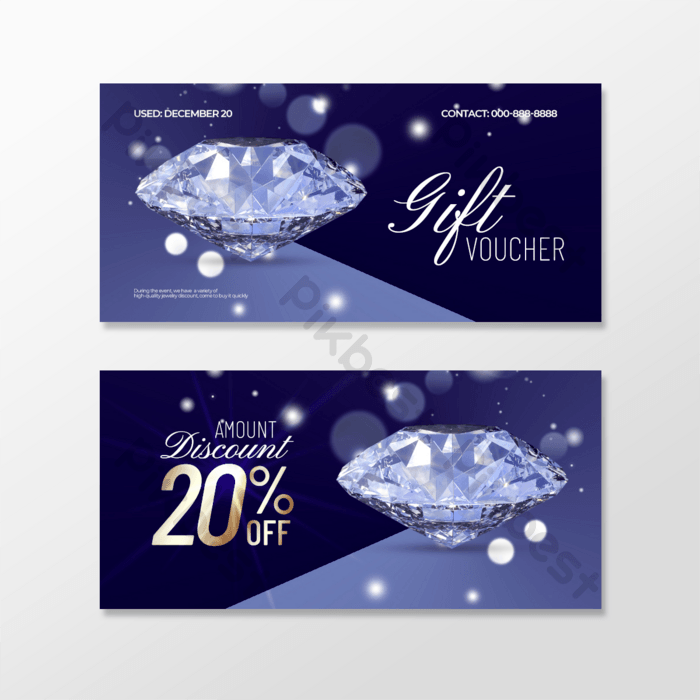 USED: DECEMBER 20
CONTACT: 000-888-8888
Gift
VOUCHER
During the event, we have a variety of
high-quality jewelry discount, come to buy it quickly
AMOUNT
Discount
20%
OFF
pikbest